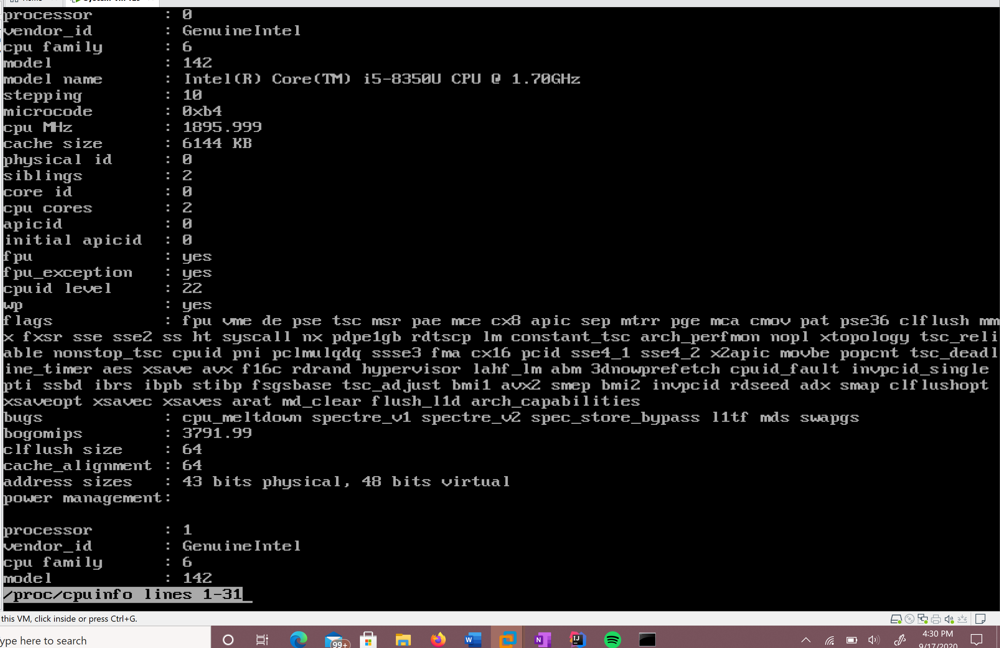 Home
processor : 0
vendor_id : GenuineIntel
cpu family : 6
model : 142
model name : Intel(R) Core(TM) i5-8350U CPU @ 1.70GHz
stepping : 10
microcode : 0xb4
cpu MHz : 1895.999
cache size : 6144 KB
physical id : 0
siblings : 2
core id : 0
cpu cores : 2
apicid : 0
initial apicid : 0
fpu : yes
fpu_exception : yes
cpuid level : 22
wp : yes
flags : fpu vme de pse tsc msr pae mce cx8 apic sep mtrr pge mca cmov pat pse36 clflush mm
x fxsr sse sse2 ss ht syscall nx pdpe1gb rdtscp lm constant_tsc arch_perfmon nopl xtopology tsc_reli
able nonstop_tsc cpuid pni pclmulqdq ssse3 fma cx16 pcid sse4_1 sse4_2 x2apic movbe popcnt tsc_deadl
ine_timer aes xsave avx f16c rdrand hypervisor lahf_lm abm 3dnowprefetch cpuid_fault invpcid_single
pti ssbd ibrs ibpb stibp fsgsbase tsc_adjust bmi1 avx2 smep bmi2 invpcid rdseed adx smap clflushopt
xsaveopt xsavec xsaves arat md_clear flush_l1d arch_capabilities
bugs : cpu_meltdown spectre_v1 spectre_v2 spec_store_bypass l1tf mds swapgs
bogomips : 3791.99
clflush size : 64
cache_alignment : 64
address sizes : 43 bits physical, 48 bits virtual
power management:
processor : 1
vendor_id : GenuineIntel
cpu family : 6
model : 142
/proc/cpuinfo lines 1-31
this VM, click inside or press Ctrl+G.
ype here to search
99+
W
N
IJ
4:30 PM
9/17/2020